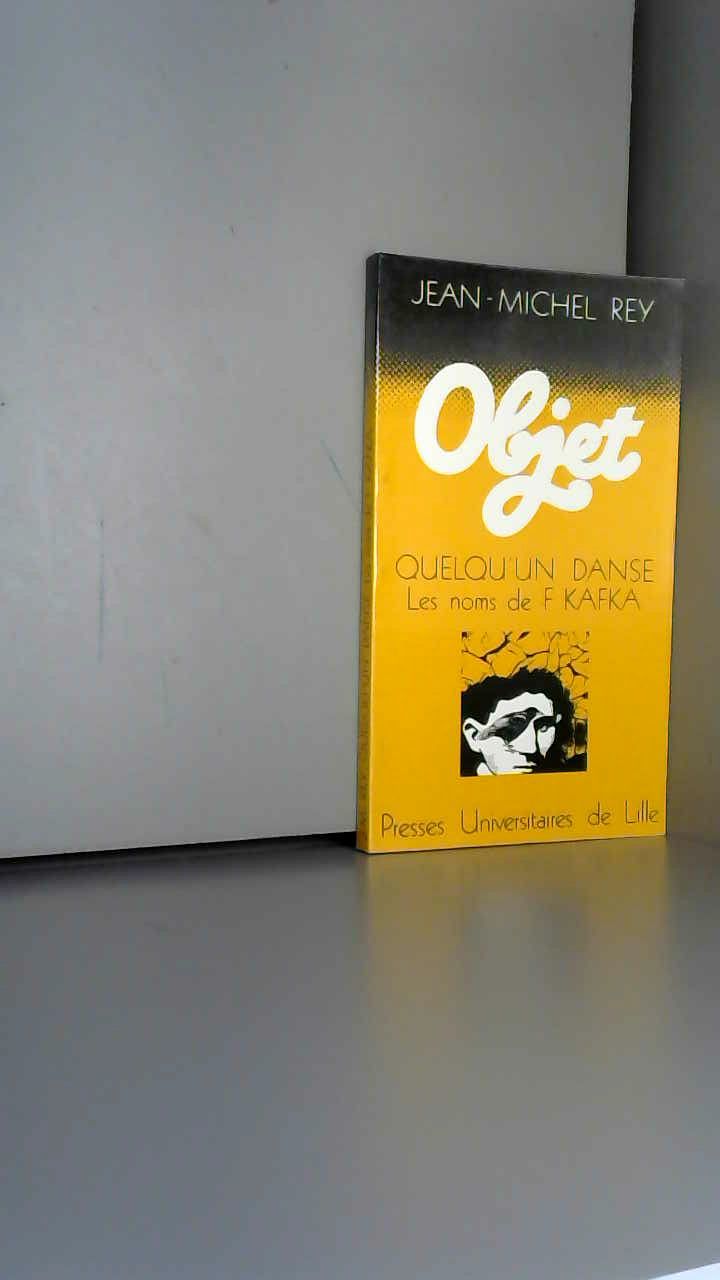 JEAN-MICHEL REY
Objet
QUELQU'UN DANSE
Les noms de F KAFKA
Presses Universitaires de Lille